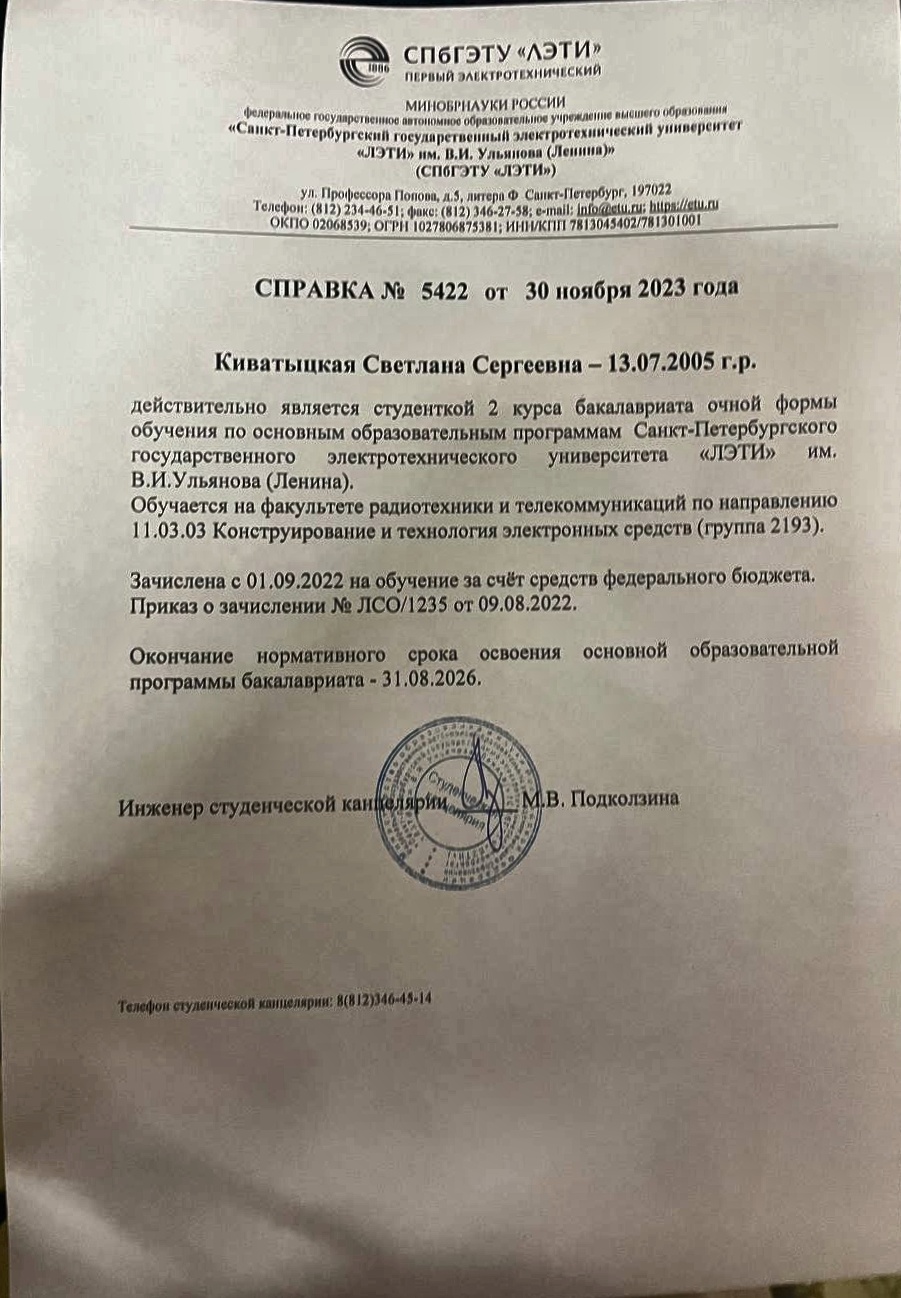 1886
СПбГЭТУ «ЛЭТИ»
ПЕРВЫЙ ЭЛЕКТРОТЕХНИЧЕСКИЙ
МИНОБРНАУКИ РОССИИ
федеральное государственное автономное образовательное учреждение высшего образования
«Санкт-Петербургский государственный электротехнический университет
«ЛЭТИ» им. В.И. Ульянова (Ленина)»
(СПбГЭТУ «ЛЭТИ»)
ул. Профессора Попова, д.5, литера Ф Санкт-Петербург, 197022
Телефон: (812) 234-46-51; факс: (812) 346-27-58; e-mail: info@etu.ru; https://etu.ru
ОКПО 02068539; ОГРН 1027806875381; ИНН/КПП 7813045402/781301001
СПРАВКА № 5422 от 30 ноября 2023 года
Киватыцкая Светлана Сергеевна – 13.07.2005 г.р.
действительно является студенткой 2 курса бакалавриата очной формы
обучения по основным образовательным программам Санкт-Петербургского
государственного электротехнического университета «ЛЭТИ» им.
В.И.Ульянова (Ленина).
Обучается на факультете радиотехники и телекоммуникаций по направлению
11.03.03 Конструирование и технология электронных средств (группа 2193).
Зачислена с 01.09.2022 на обучение за счёт средств федерального бюджета.
Приказ о зачислении № ЛСО/1235 от 09.08.2022.
Окончание нормативного срока освоения основной образовательной
программы бакалавриата - 31.08.2026.
Инженер студенческой канцелярии М.В. Подколзина
Телефон студенческой канцелярии: 8(812)346-45-14